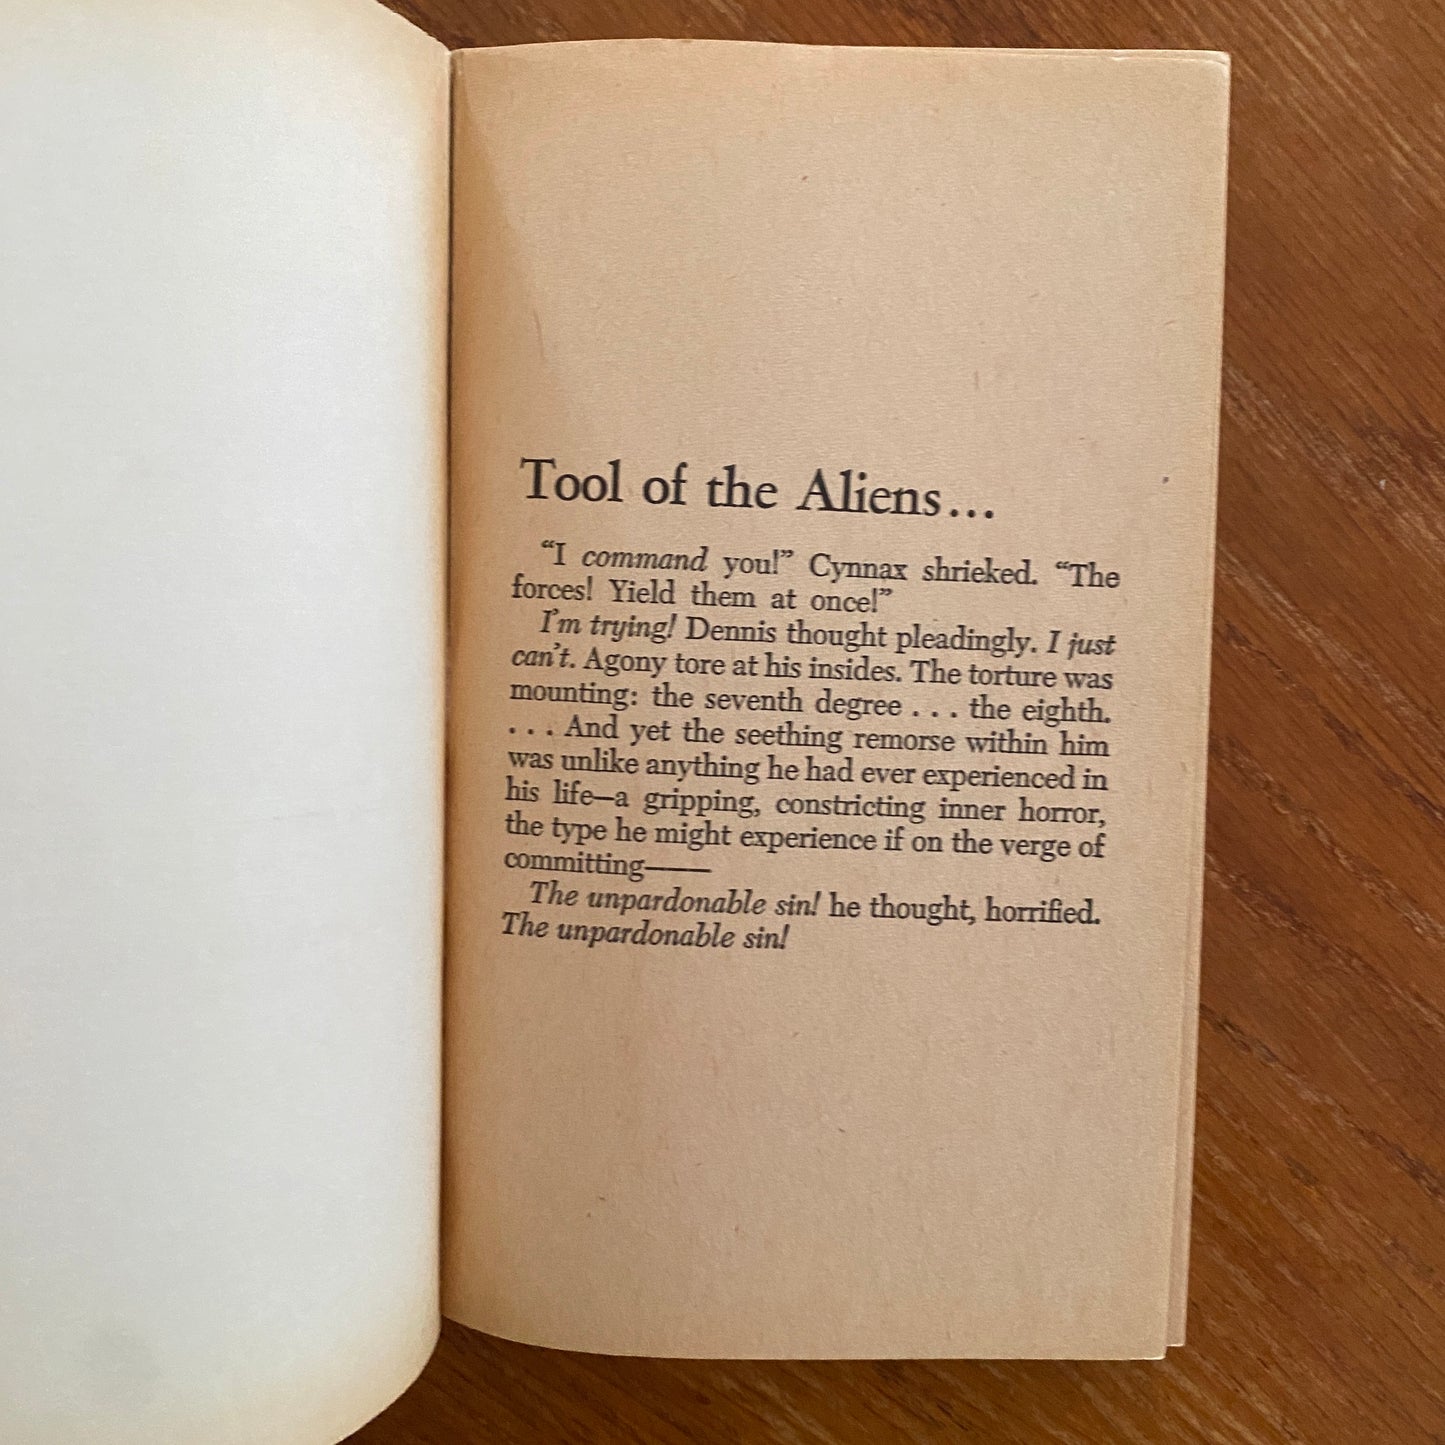 Tool of the Aliens...
“I command you!” Cynnax shrieked. “The
forces! Yield them at once!”
I’m trying! Dennis thought pleadingly. I just
can’t. Agony tore at his insides. The torture was
mounting: the seventh degree . . . the eighth.
. . . And yet the seething remorse within him
was unlike anything he had ever experienced in
his life—a gripping, constricting inner horror,
the type he might experience if on the verge of
committing——
The unpardonable sin! he thought, horrified.
The unpardonable sin!